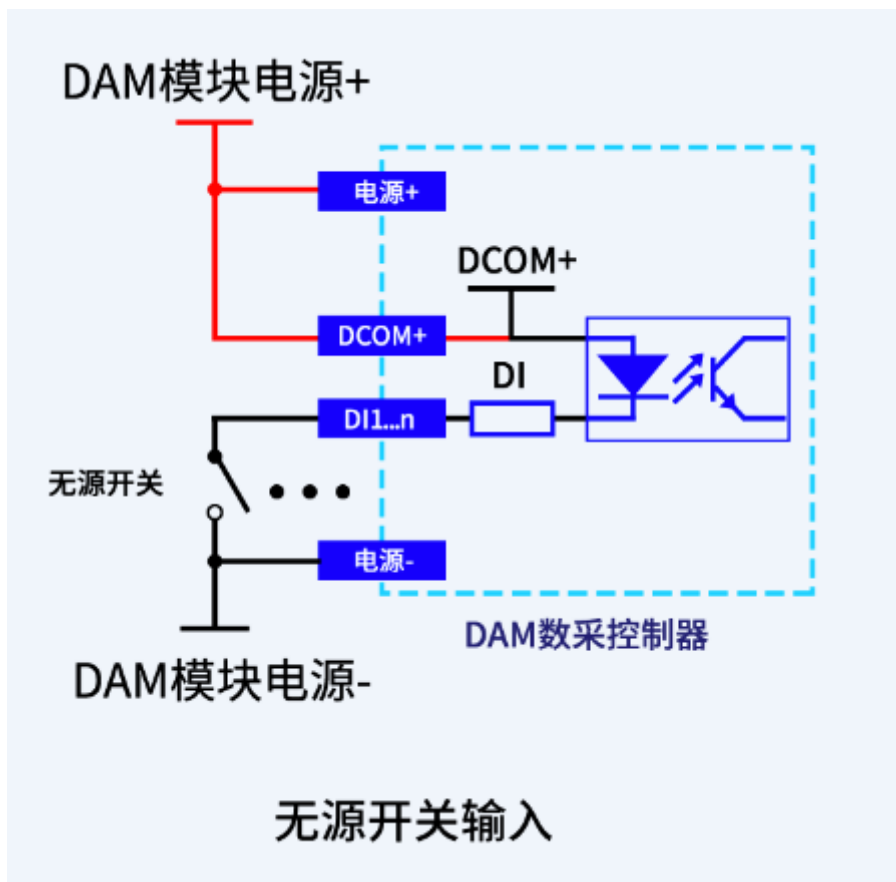 DAM模块电源+
电源+
DCOM+
DCOM+
DI
DI1...n
无源开关
电源-
DAM数采控制器
DAM模块电源-
无源开关输入